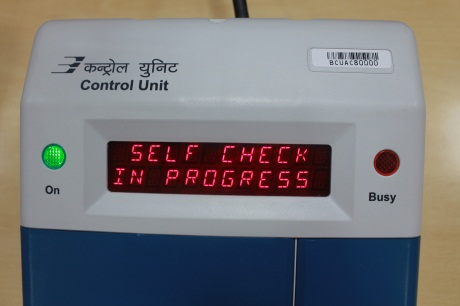 कन्ट्रोल युनिट
Control Unit
BCUAC80000
SELF CHECK
IN PROGRESS
On
Busy